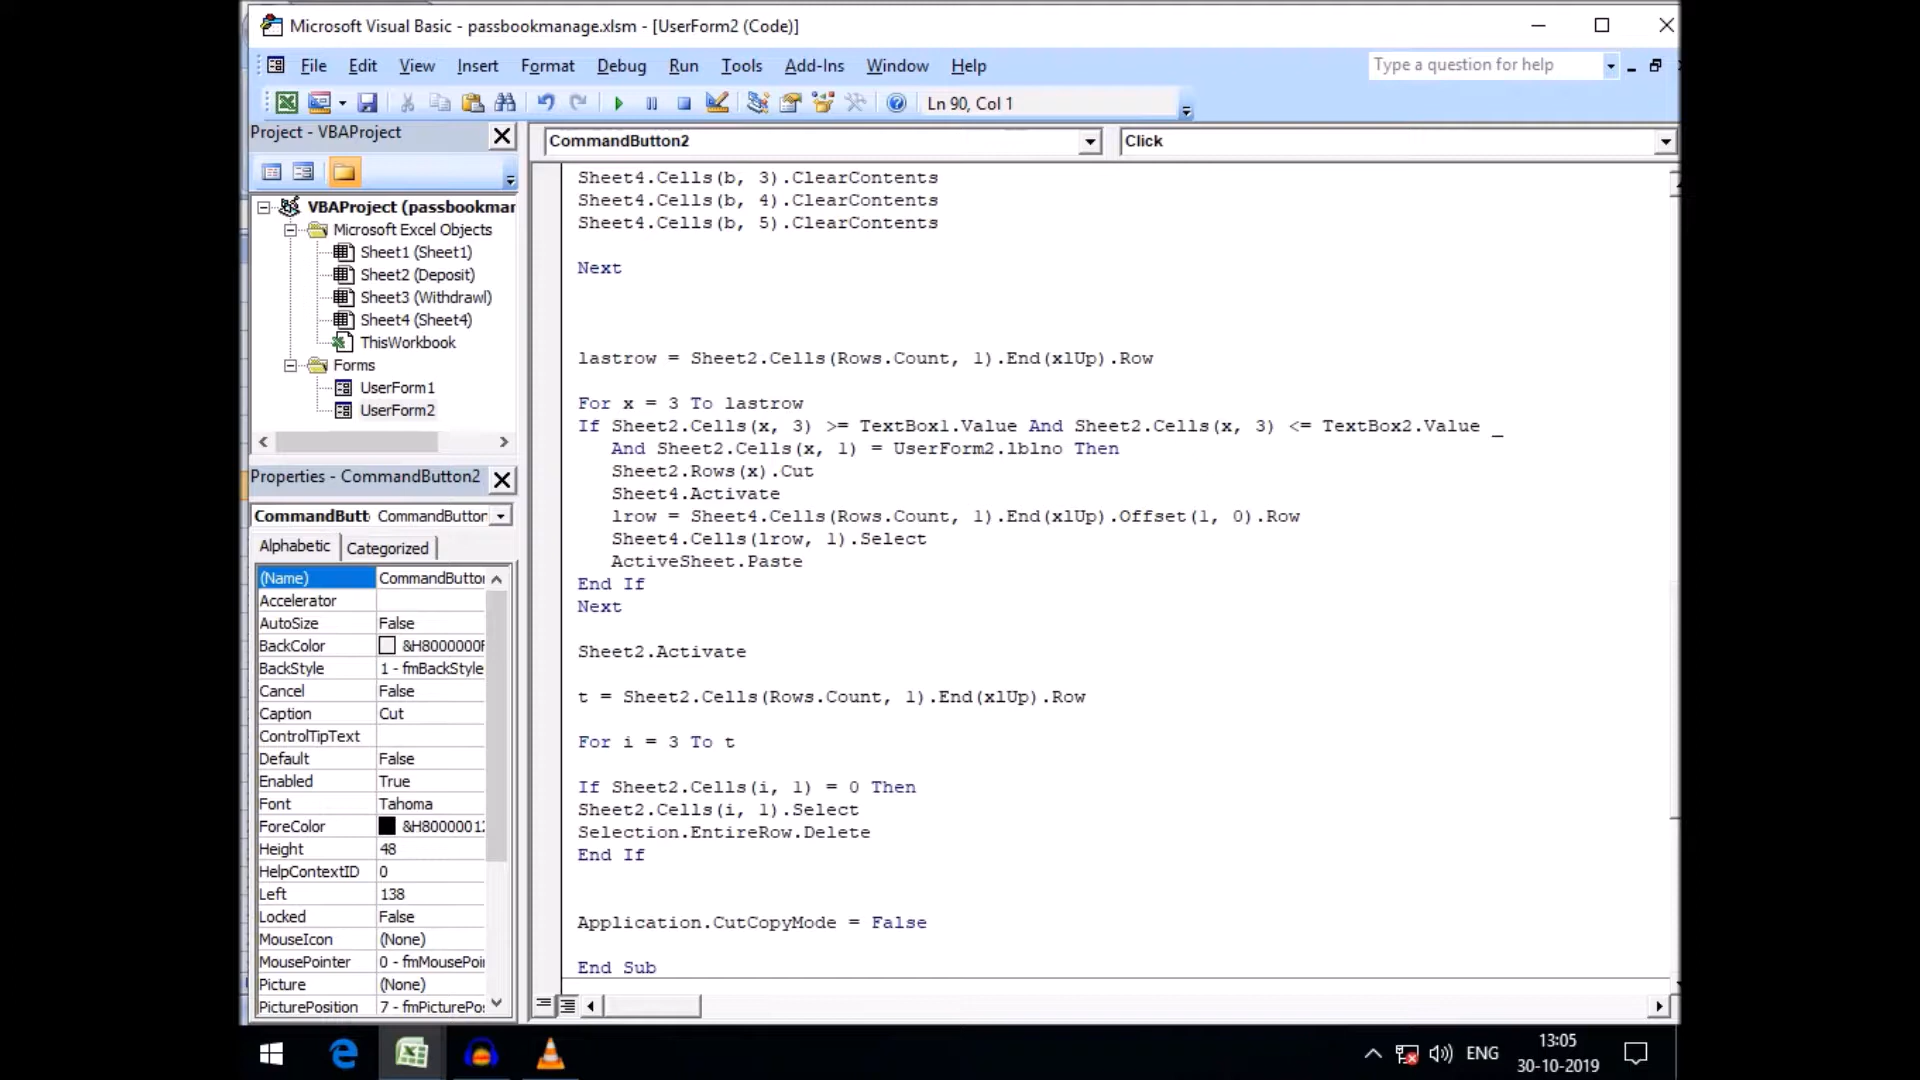 Microsoft Visual Basic - passbookmanage.xlsm - [UserForm2 (Code)]
File Edit View Insert Format Debug Run Tools Add-Ins Window Help
Type a question for help
Ln 90, Col 1
Project - VBAProject
CommandButton2
Click
VBAProject (passbookmar
Microsoft Excel Objects
Sheet1 (Sheet1)
Sheet2 (Deposit)
Sheet3 (Withdrawl)
Sheet4 (Sheet4)
ThisWorkbook
Forms
UserForm1
UserForm2
Properties - CommandButton2
CommandButt CommandButton
Alphabetic Categorized
(Name) CommandButto
Accelerator
AutoSize False
BackColor &H8000000F
BackStyle 1 - fmBackStyle
Cancel False
Caption Cut
ControlTipText
Default False
Enabled True
Font Tahoma
ForeColor &H80000012
Height 48
HelpContextID 0
Left 138
Locked False
MouseIcon (None)
MousePointer 0 - fmMousePoi
Picture (None)
PicturePosition 7 - fmPicturePos
Sheet4.Cells(b, 3).ClearContents
Sheet4.Cells(b, 4).ClearContents
Sheet4.Cells(b, 5).ClearContents
Next
lastrow = Sheet2.Cells(Rows.Count, 1).End(xlUp).Row
For x = 3 To lastrow
If Sheet2.Cells(x, 3) >= TextBox1.Value And Sheet2.Cells(x, 3) <= TextBox2.Value _
And Sheet2.Cells(x, 1) = UserForm2.lblno Then
Sheet2.Rows(x).Cut
Sheet4.Activate
lrow = Sheet4.Cells(Rows.Count, 1).End(xlUp).Offset(1, 0).Row
Sheet4.Cells(lrow, 1).Select
ActiveSheet.Paste
End If
Next
Sheet2.Activate
t = Sheet2.Cells(Rows.Count, 1).End(xlUp).Row
For i = 3 To t
If Sheet2.Cells(i, 1) = 0 Then
Sheet2.Cells(i, 1).Select
Selection.EntireRow.Delete
End If
Application.CutCopyMode = False
End Sub
ENG
13:05
30-10-2019